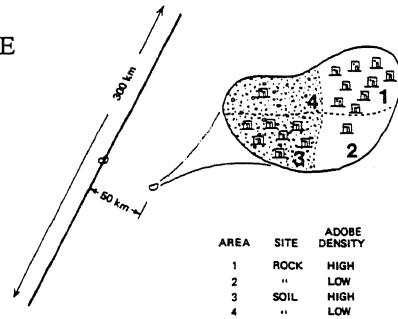 E
300 km
50 km
1
4
2
3
AREA SITE ADOBE DENSITY
1 ROCK HIGH
2 " LOW
3 SOIL HIGH
4 " LOW